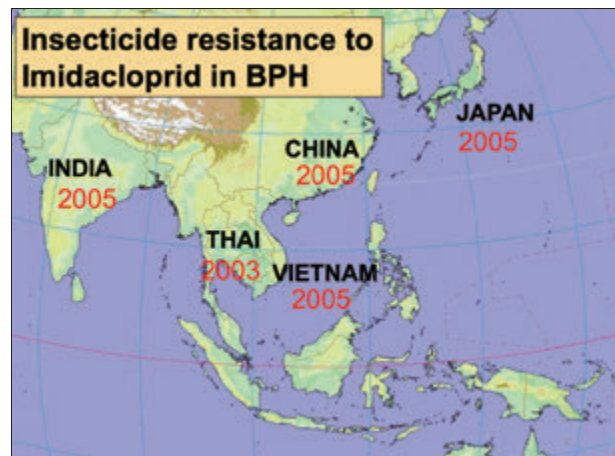 Insecticide resistance to
Imidacloprid in BPH
JAPAN
2005
CHINA
2005
INDIA
2005
THAI
2003
VIETNAM
2005